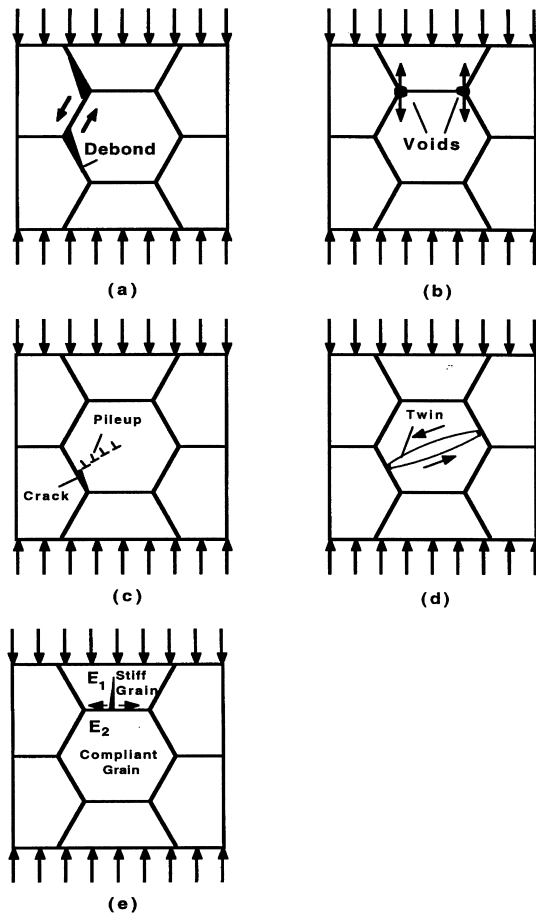 Debond
(a)
Voids
(b)
Pileup
Crack
(c)
Twin
(d)
E1 Stiff
Grain
E2
Compliant
Grain
(e)